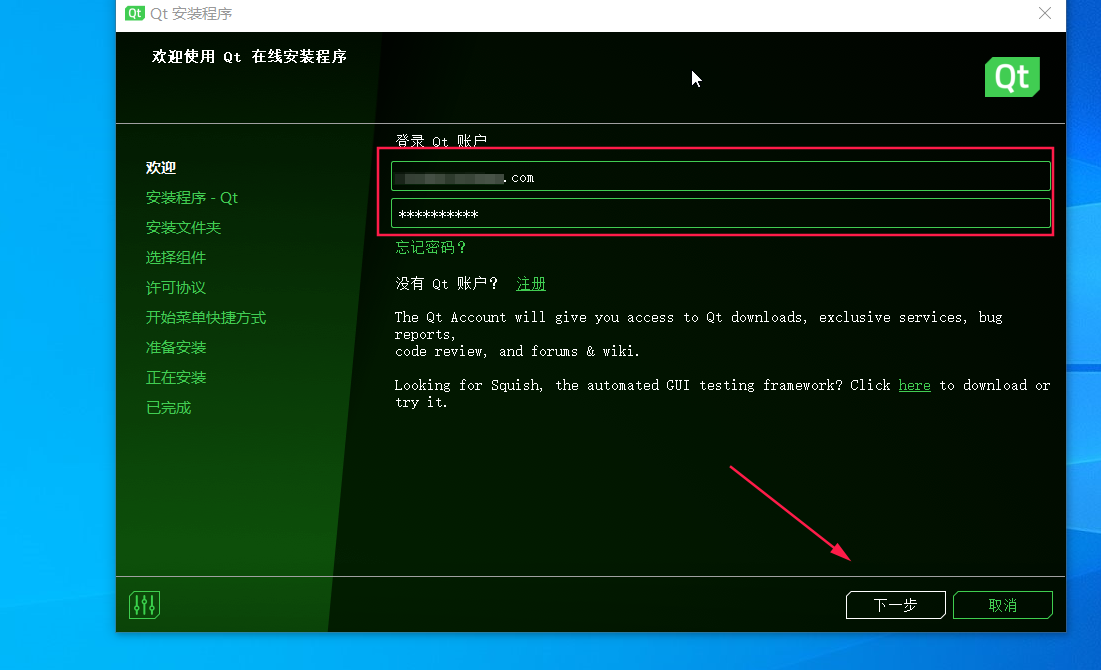 Qt Qt 安装程序
欢迎使用 Qt 在线安装程序
Qt
登录 Qt 账户
.com
**********
忘记密码？
没有 Qt 账户？ 注册
The Qt Account will give you access to Qt downloads, exclusive services, bug
reports,
code review, and forums & wiki.
Looking for Squish, the automated GUI testing framework? Click here to download or
try it.
欢迎
安装程序 - Qt
安装文件夹
选择组件
许可协议
开始菜单快捷方式
准备安装
正在安装
已完成
下一步
取消